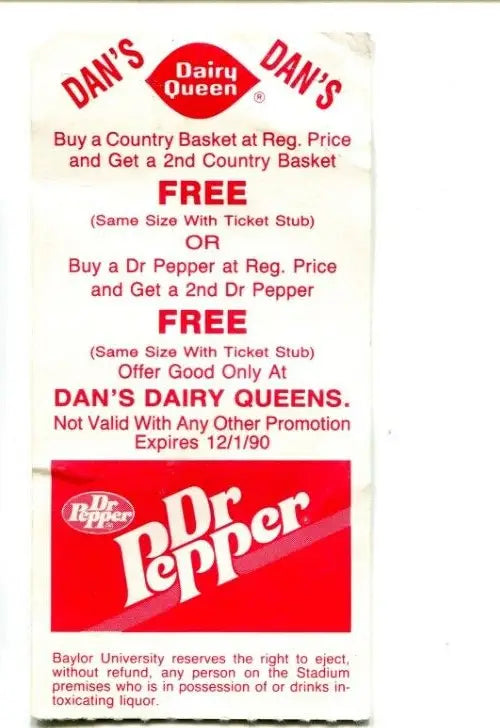 DAN'S
Dairy
Queen
®
DAN'S
Buy a Country Basket at Reg. Price
and Get a 2nd Country Basket
FREE
(Same Size With Ticket Stub)
OR
Buy a Dr Pepper at Reg. Price
and Get a 2nd Dr Pepper
FREE
(Same Size With Ticket Stub)
Offer Good Only At
DAN'S DAIRY QUEENS.
Not Valid With Any Other Promotion
Expires 12/1/90
Dr
Pepper
Dr
Pepper
Baylor University reserves the right to eject,
without refund, any person on the Stadium
premises who is in possession of or drinks in-
toxicating liquor.